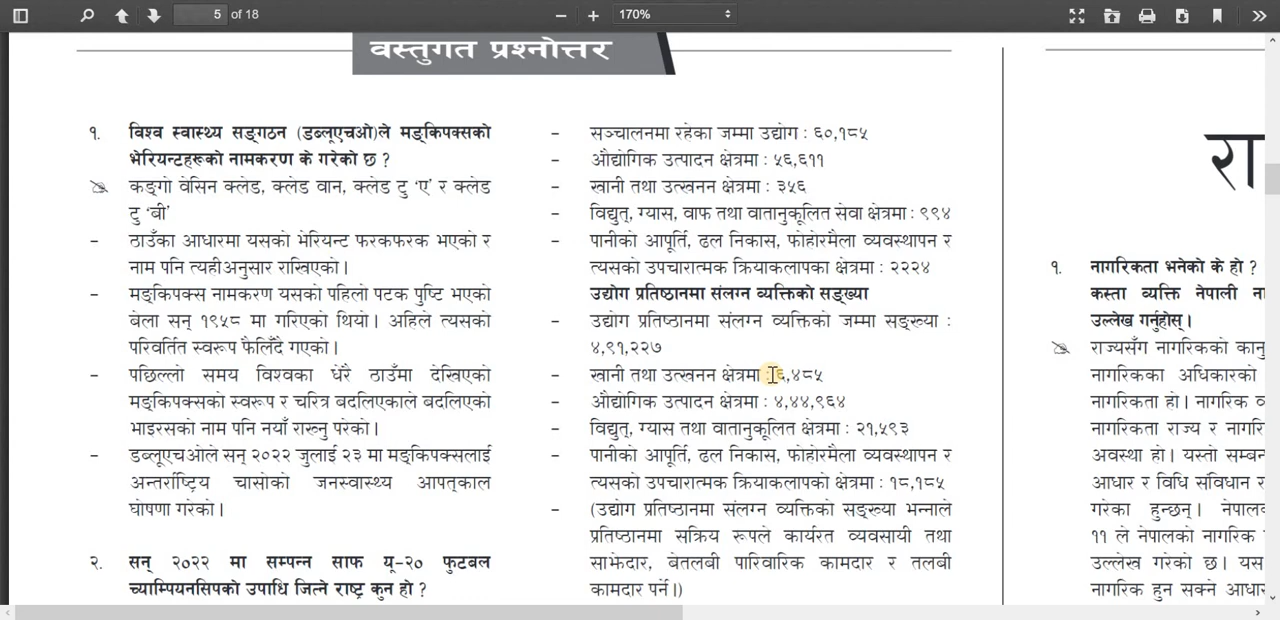 5 of 18
170%
वस्तुगत प्रश्नोत्तर
१. विश्व स्वास्थ्य सङ्गठन (डब्लूएचओ)ले मङ्किपक्सको
भेरियन्टहरूको नामकरण के गरेको छ ?
कङ्गो वेसिन क्लेड, क्लेड वान, क्लेड टु 'ए' र क्लेड
टु 'बी'
- ठाउँका आधारमा यसको भेरियन्ट फरकफरक भएको र
नाम पनि त्यहीअनुसार राखिएको।
- मङ्किपक्स नामकरण यसको पहिलो पटक पुष्टि भएको
बेला सन् १९५८ मा गरिएको थियो। अहिले त्यसको
परिवर्तित स्वरूप फैलिँदै गएको।
- पछिल्लो समय विश्वका धेरै ठाउँमा देखिएको
मङ्किपक्सको स्वरूप र चरित्र बदलिएकाले बदलिएको
भाइरसको नाम पनि नयाँ राख्नु परेको।
- डब्लूएचओले सन् २०२२ जुलाई २३ मा मङ्किपक्सलाई
अन्तर्राष्ट्रिय चासोको जनस्वास्थ्य आपत्काल
घोषणा गरेको।
२. सन् २०२२ मा सम्पन्न साफ यू-२० फुटबल
च्याम्पियनसिपको उपाधि जित्ने राष्ट्र कुन हो ?
- सञ्चालनमा रहेका जम्मा उद्योग : ६०,१८५
- औद्योगिक उत्पादन क्षेत्रमा : ५६,६११
- खानी तथा उत्खनन क्षेत्रमा : ३५६
- विद्युत्, ग्यास, वाफ तथा वातानुकूलित सेवा क्षेत्रमा : ९९४
- पानीको आपूर्ति, ढल निकास, फोहोरमैला व्यवस्थापन र
त्यसको उपचारात्मक क्रियाकलापका क्षेत्रमा : २२२४
उद्योग प्रतिष्ठानमा संलग्न व्यक्तिको सङ्ख्या
- उद्योग प्रतिष्ठानमा संलग्न व्यक्तिको जम्मा सङ्ख्या :
४,९१,२२७
- खानी तथा उत्खनन क्षेत्रमा : ६,४८५
- औद्योगिक उत्पादन क्षेत्रमा : ४,४४,९६४
- विद्युत्, ग्यास तथा वातानुकूलित क्षेत्रमा : २१,५९३
- पानीको आपूर्ति, ढल निकास, फोहोरमैला व्यवस्थापन र
त्यसको उपचारात्मक क्रियाकलापको क्षेत्रमा : १८,१८५
- (उद्योग प्रतिष्ठानमा संलग्न व्यक्तिको सङ्ख्या भन्नाले
प्रतिष्ठानमा सक्रिय रूपले कार्यरत व्यवसायी तथा
साझेदार, बेतलबी पारिवारिक कामदार र तलबी
कामदार पर्ने।)
रा
१. नागरिकता भनेको के हो ?
कस्ता व्यक्ति नेपाली ना
उल्लेख गर्नुहोस्।
राज्यसँग नागरिकको कानु
नागरिकका अधिकारको
नागरिकता हो। नागरिक व
नागरिकता राज्य र नागरि
अवस्था हो। यस्तो सम्बन
आधार र विधि संविधान र
गरेका हुन्छन्। नेपालक
११ ले नेपालको नागरिक
उल्लेख गरेको छ। यस
नागरिक हुन सक्ने आधार